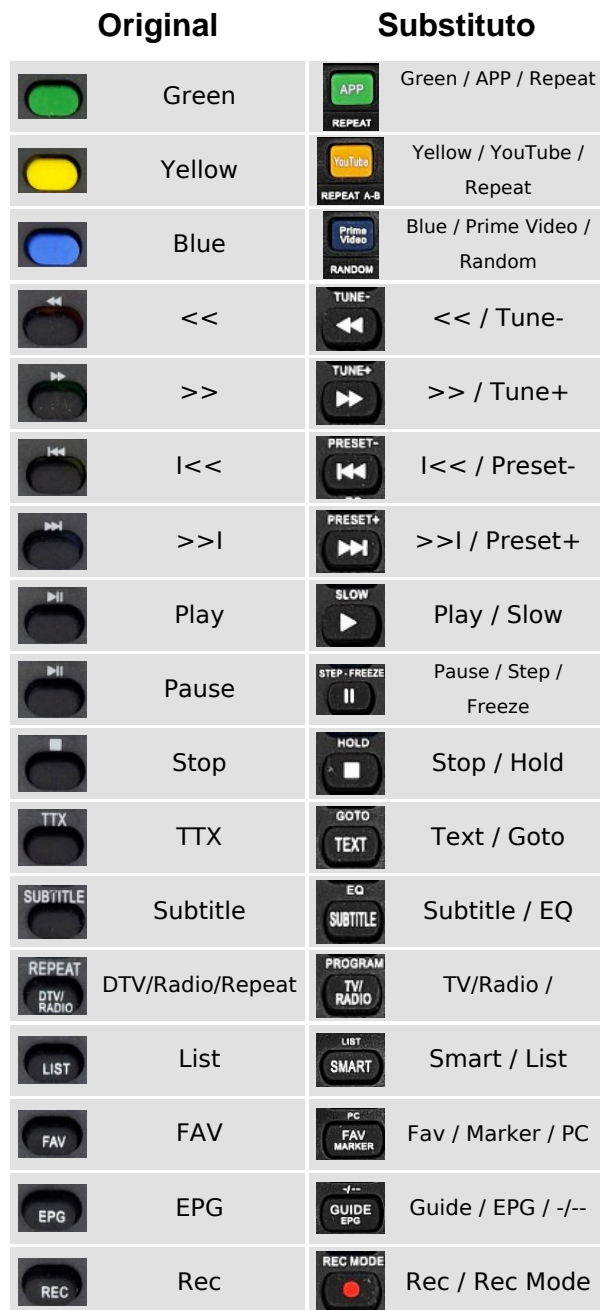 Original Substituto
Green APP REPEAT Green / APP / Repeat
Yellow YouTube REPEAT A-B Yellow / YouTube /
Repeat
Blue Prime Video RANDOM Blue / Prime Video /
Random
<< TUNE- << / Tune-
>> TUNE+ >> / Tune+
I<< PRESET- I<< / Preset-
>>I PRESET+ >>I / Preset+
Play SLOW Play / Slow
Pause STEP-FREEZE Pause / Step /
Freeze
Stop HOLD Stop / Hold
TTX TTX GOTO TEXT Text / Goto
SUBTITLE Subtitle EQ SUBTITLE Subtitle / EQ
REPEAT DTV/ RADIO DTV/Radio/Repeat PROGRAM TV/ RADIO TV/Radio /
LIST List LIST SMART Smart / List
FAV FAV PC FAV MARKER Fav / Marker / PC
EPG EPG -/-- GUIDE EPG Guide / EPG / -/--
REC Rec REC MODE Rec / Rec Mode